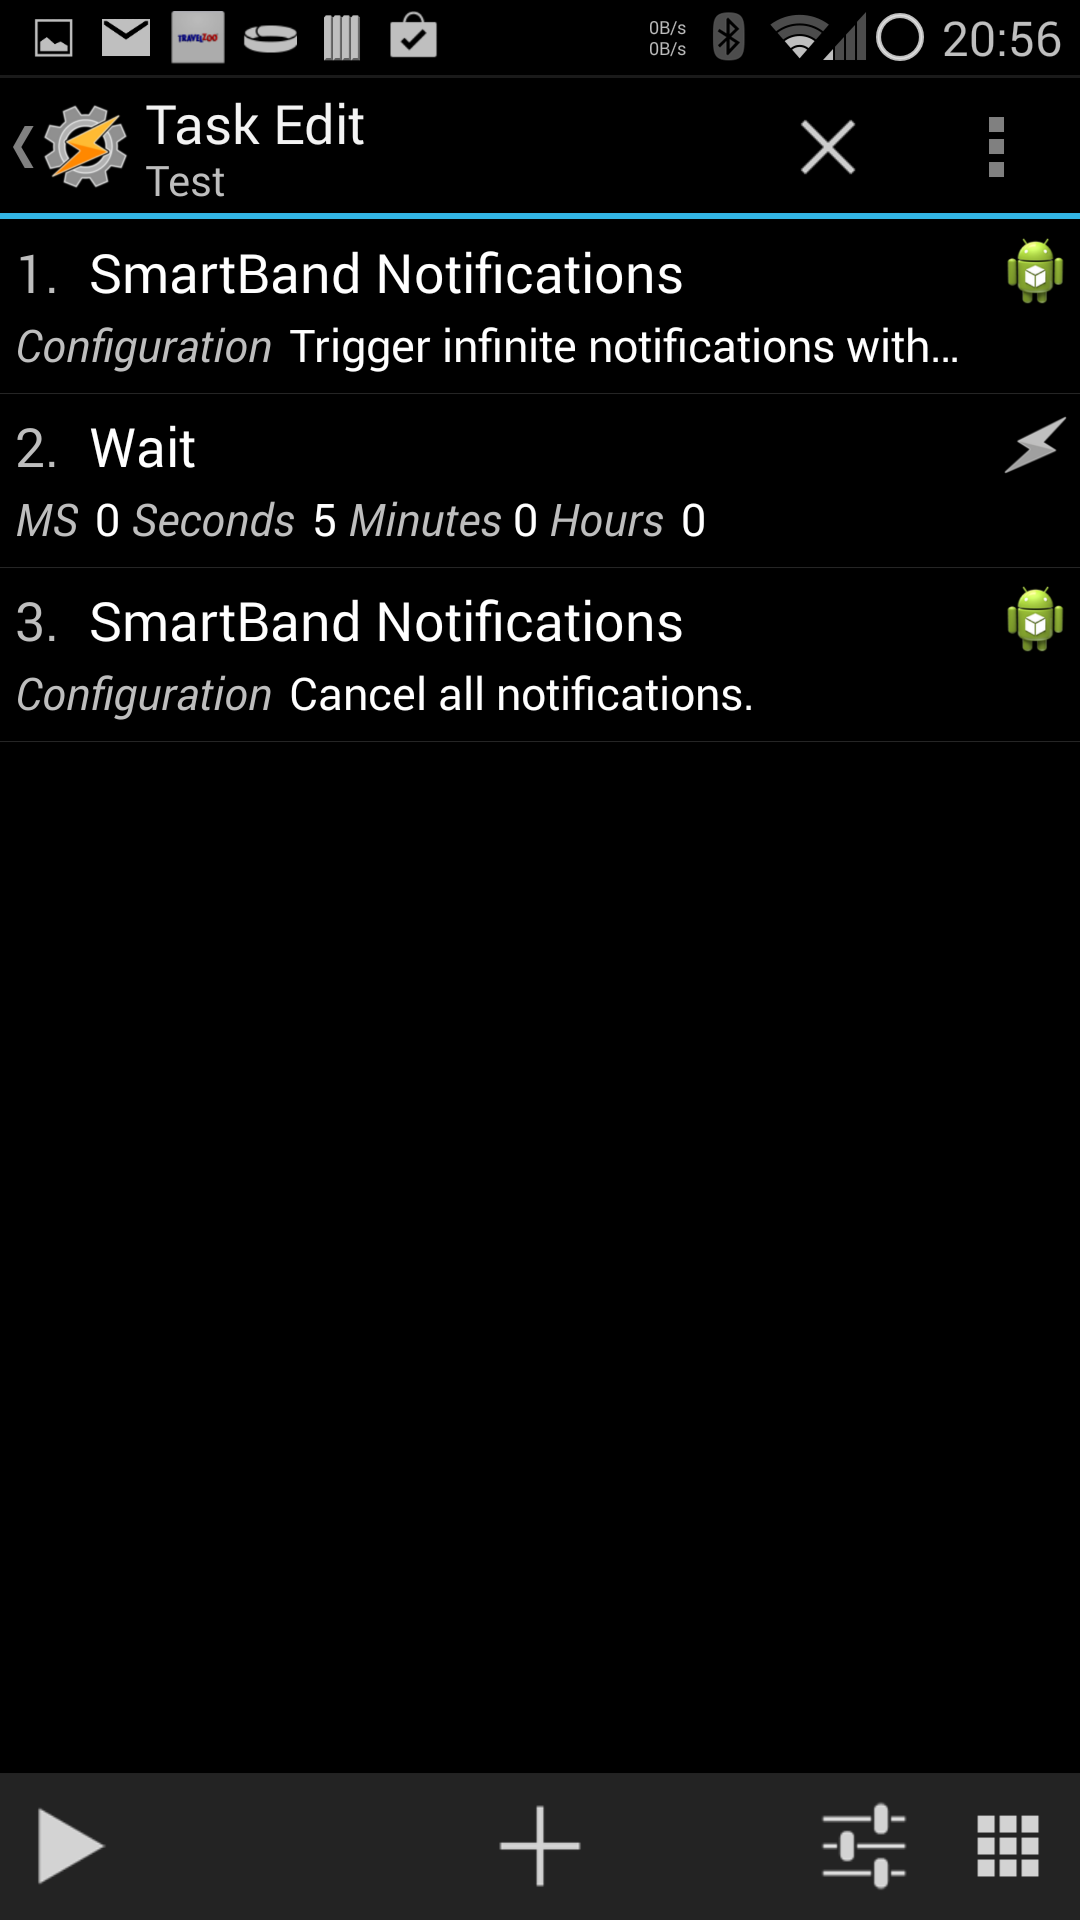 TRAVELZOO
0B/s
0B/s
20:56
Task Edit
Test
1. SmartBand Notifications
Configuration Trigger infinite notifications with...
2. Wait
MS 0 Seconds 5 Minutes 0 Hours 0
3. SmartBand Notifications
Configuration Cancel all notifications.